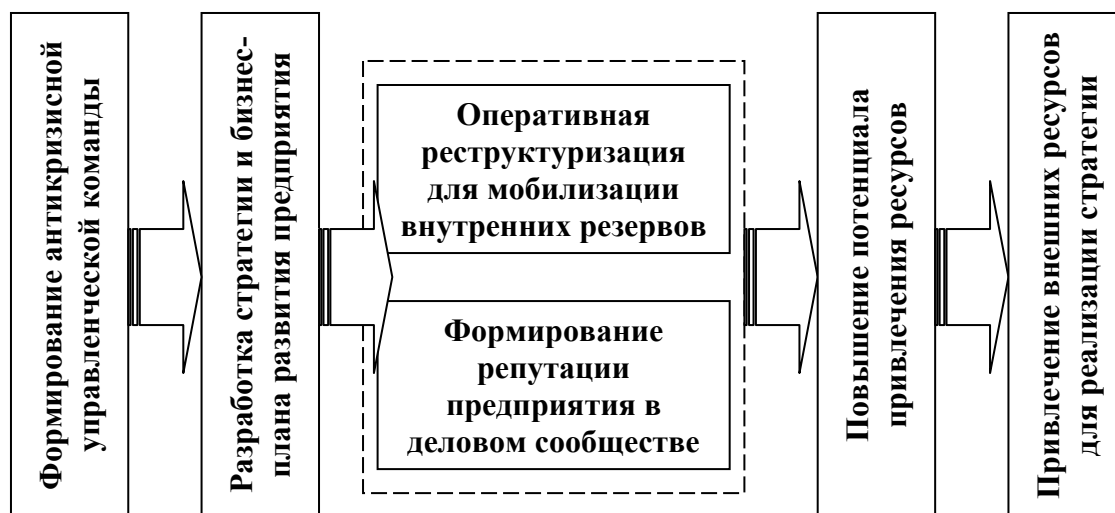 Формирование антикризисной
управленческой команды
Разработка стратегии и бизнес-
плана развития предприятия
Оперативная
реструктуризация
для мобилизации
внутренних резервов
Формирование
репутации
предприятия в
деловом сообществе
Повышение потенциала
привлечения ресурсов
Привлечение внешних ресурсов
для реализации стратегии